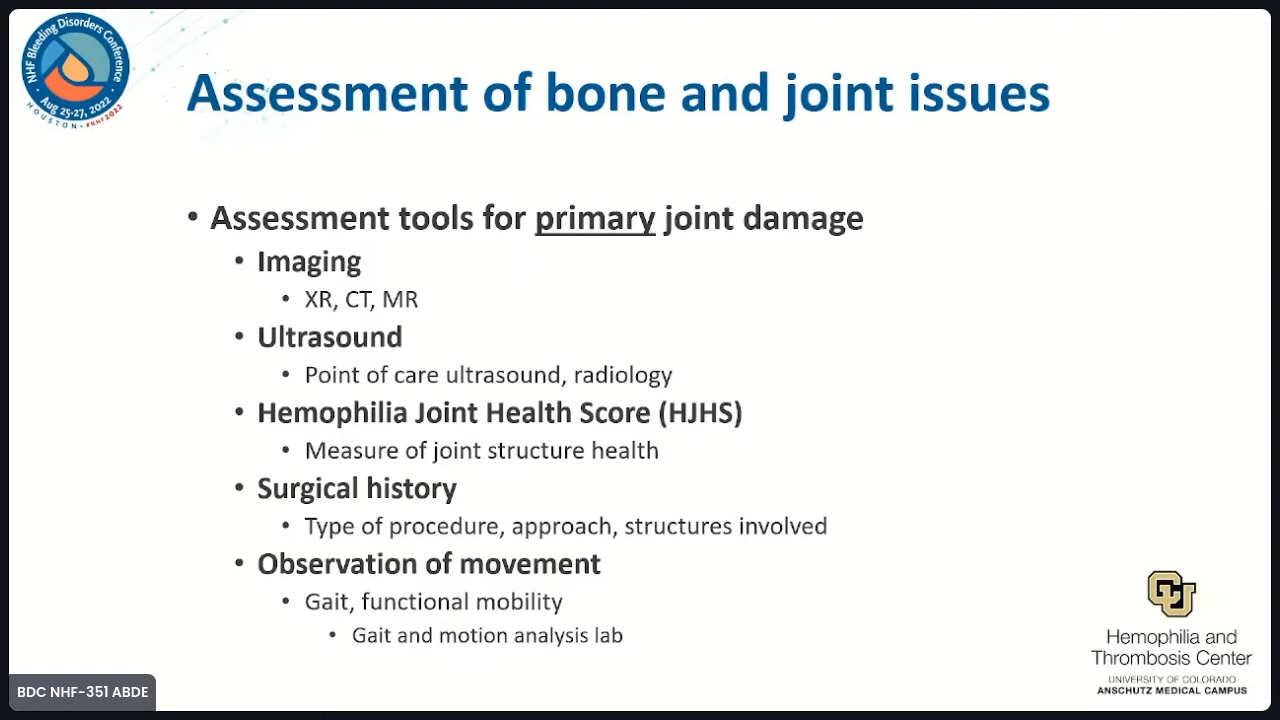 NHF Bleeding Disorders Conference
Aug 25-27, 2022
HOUSTON • #NHF2022
Assessment of bone and joint issues
• Assessment tools for primary joint damage
• Imaging
• XR, CT, MR
• Ultrasound
• Point of care ultrasound, radiology
• Hemophilia Joint Health Score (HJHS)
• Measure of joint structure health
• Surgical history
• Type of procedure, approach, structures involved
• Observation of movement
• Gait, functional mobility
• Gait and motion analysis lab
CU
Hemophilia and
Thrombosis Center
UNIVERSITY OF COLORADO
ANSCHUTZ MEDICAL CAMPUS
BDC NHF-351 ABDE